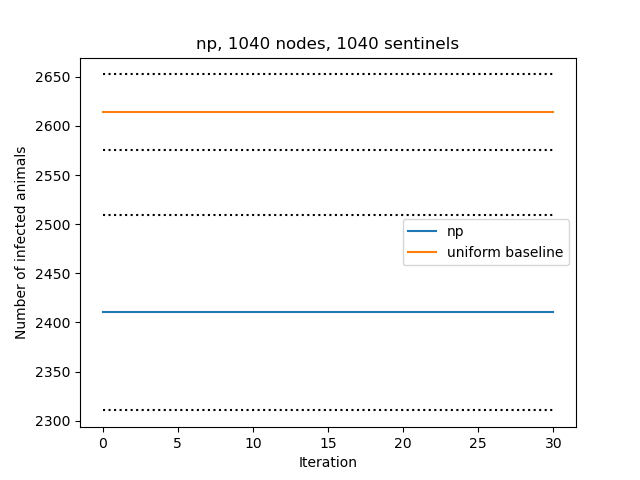 np, 1040 nodes, 1040 sentinels
2650
2600
2550
2500
2450
2400
2350
2300
Number of infected animals
np
uniform baseline
0 5 10 15 20 25 30
Iteration